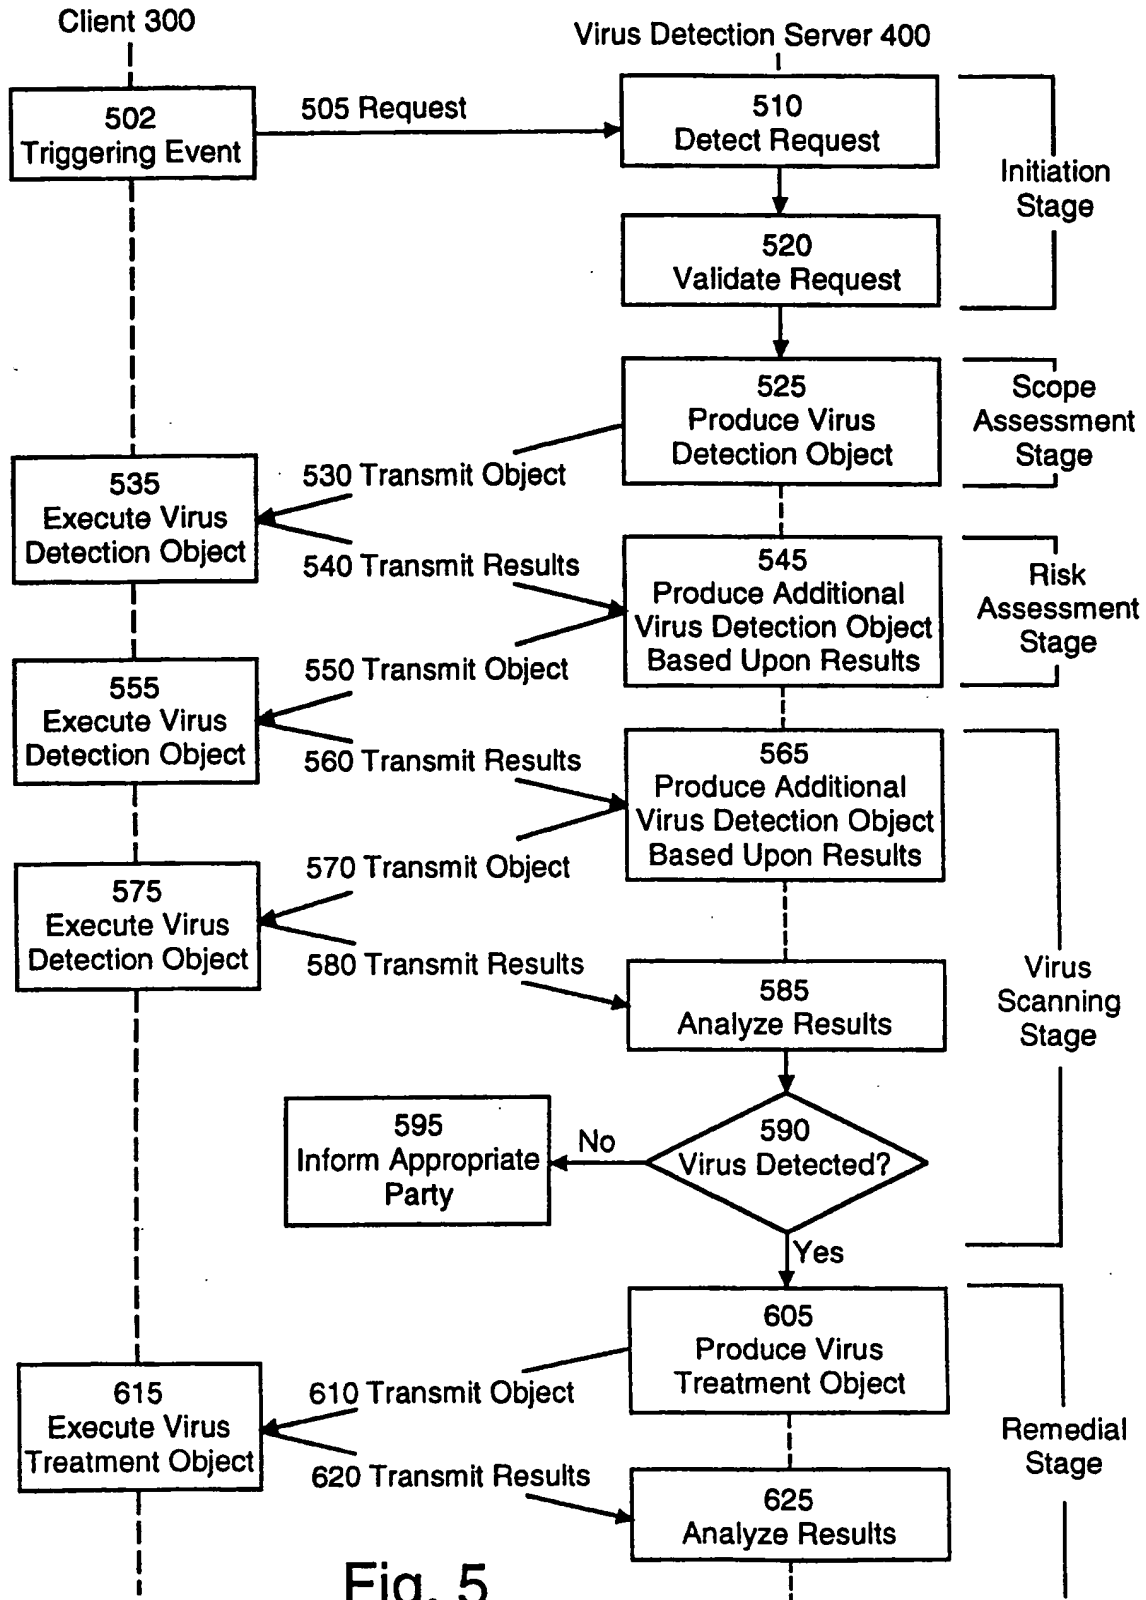 Client 300
Virus Detection Server 400
502
Triggering Event
505 Request
510
Detect Request
Initiation
Stage
520
Validate Request
525
Produce Virus
Detection Object
Scope
Assessment
Stage
530 Transmit Object
535
Execute Virus
Detection Object
540 Transmit Results
545
Produce Additional
Virus Detection Object
Based Upon Results
Risk
Assessment
Stage
550 Transmit Object
555
Execute Virus
Detection Object
560 Transmit Results
565
Produce Additional
Virus Detection Object
Based Upon Results
570 Transmit Object
575
Execute Virus
Detection Object
580 Transmit Results
585
Analyze Results
Virus
Scanning
Stage
590
Virus Detected?
No
595
Inform Appropriate
Party
Yes
605
Produce Virus
Treatment Object
610 Transmit Object
615
Execute Virus
Treatment Object
620 Transmit Results
625
Analyze Results
Remedial
Stage
Fig. 5